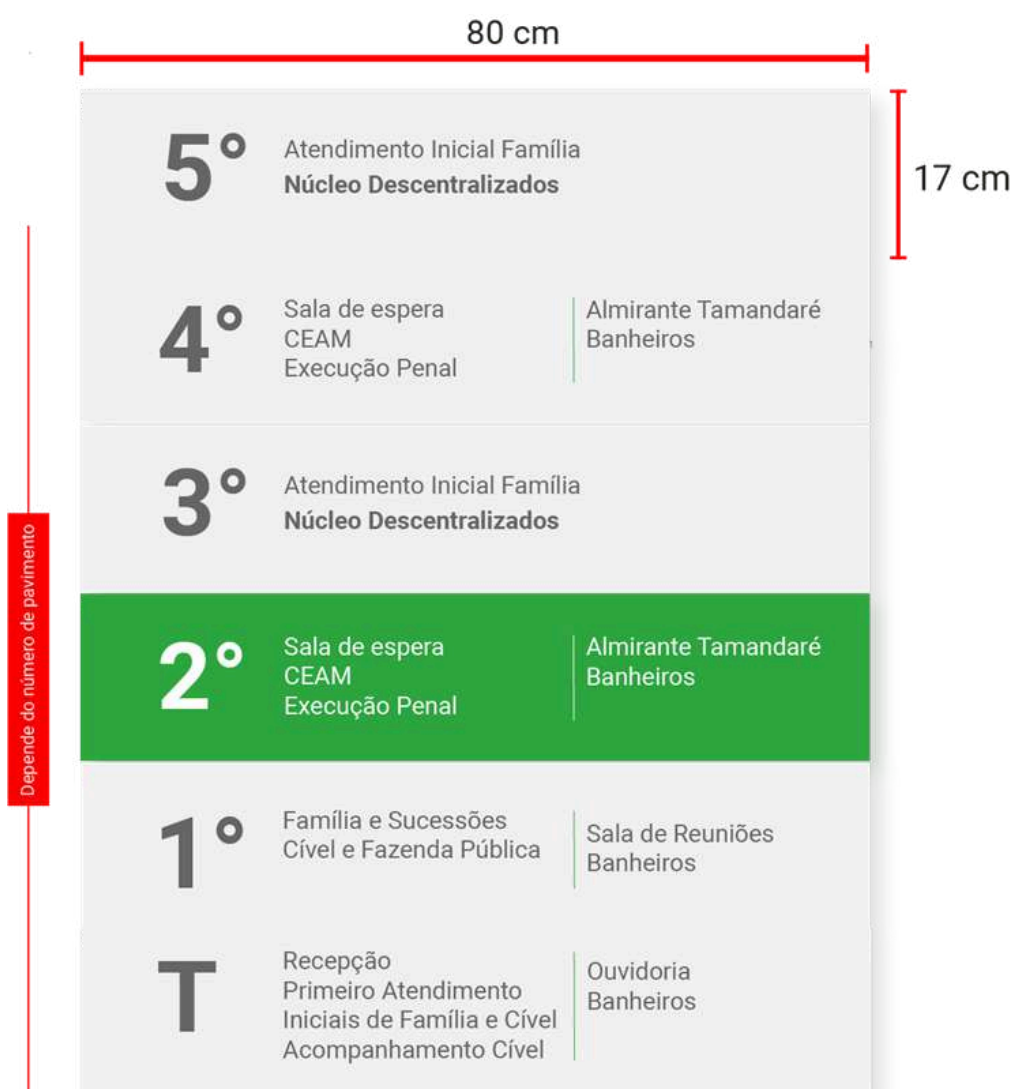 80 cm
17 cm
5°
Atendimento Inicial Família
Núcleo Descentralizados
4°
Sala de espera
CEAM
Execução Penal
Almirante Tamandaré
Banheiros
3°
Atendimento Inicial Família
Núcleo Descentralizados
Depende do número de pavimento
2°
Sala de espera
CEAM
Execução Penal
Almirante Tamandaré
Banheiros
1°
Família e Sucessões
Cível e Fazenda Pública
Sala de Reuniões
Banheiros
T
Recepção
Primeiro Atendimento
Iniciais de Família e Cível
Acompanhamento Cível
Ouvidoria
Banheiros